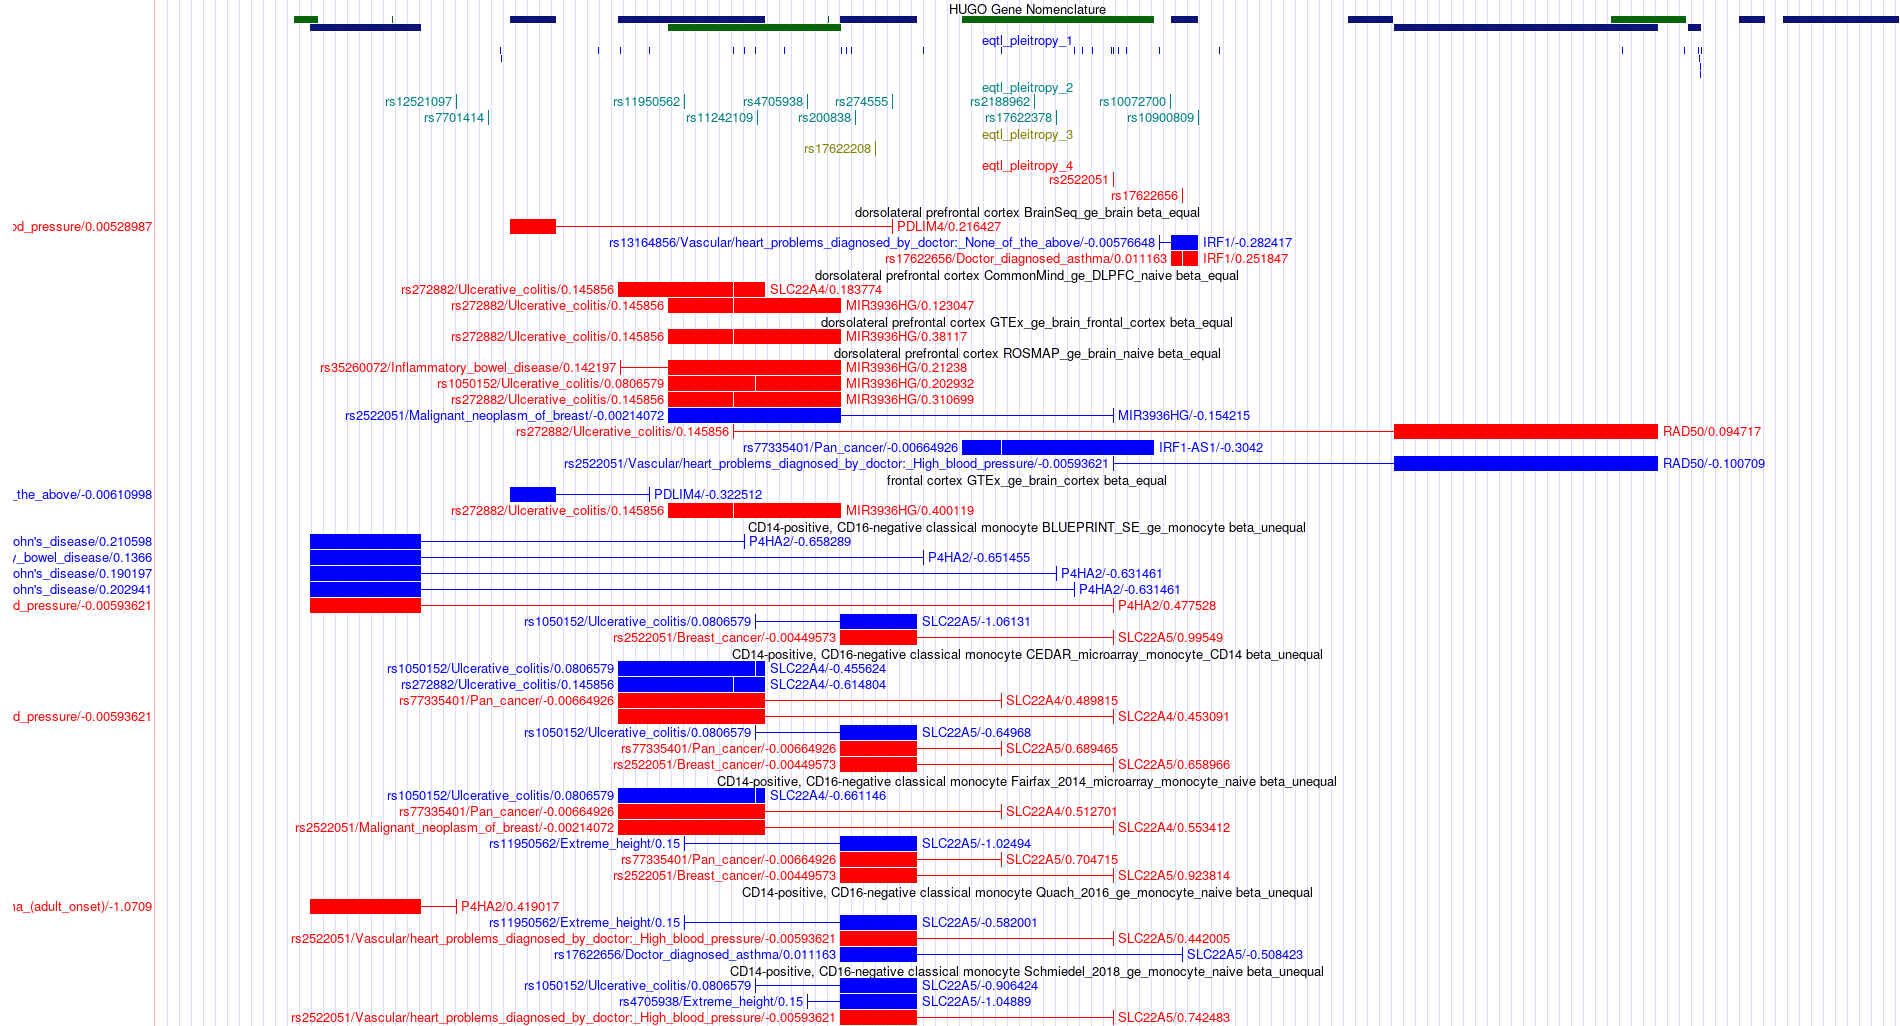 HUGO Gene Nomenclature
eqtl_pleitropy_1
eqtl_pleitropy_2
rs12521097 rs11950562 rs4705938 rs274555 rs2188962 rs10072700
rs7701414 rs11242109 rs200838 rs17622378 rs10900809
eqtl_pleitropy_3
rs17622208
eqtl_pleitropy_4
rs2522051
rs17622656
dorsolateral prefrontal cortex BrainSeq_ge_brain beta_equal
od_pressure/0.00528987 PDLIM4/0.216427
rs13164856/Vascular/heart_problems_diagnosed_by_doctor:_None_of_the_above/-0.00576648 IRF1/-0.282417
rs17622656/Doctor_diagnosed_asthma/0.011163 IRF1/0.251847
dorsolateral prefrontal cortex CommonMind_ge_DLPFC_naive beta_equal
rs272882/Ulcerative_colitis/0.145856 SLC22A4/0.183774
rs272882/Ulcerative_colitis/0.145856 MIR3936HG/0.123047
dorsolateral prefrontal cortex GTEx_ge_brain_frontal_cortex beta_equal
rs272882/Ulcerative_colitis/0.145856 MIR3936HG/0.38117
dorsolateral prefrontal cortex ROSMAP_ge_brain_naive beta_equal
rs35260072/Inflammatory_bowel_disease/0.142197 MIR3936HG/0.21238
rs1050152/Ulcerative_colitis/0.0806579 MIR3936HG/0.202932
rs272882/Ulcerative_colitis/0.145856 MIR3936HG/0.310699
rs2522051/Malignant_neoplasm_of_breast/-0.00214072 MIR3936HG/-0.154215
rs272882/Ulcerative_colitis/0.145856 RAD50/0.094717
rs77335401/Pan_cancer/-0.00664926 IRF1-AS1/-0.3042
rs2522051/Vascular/heart_problems_diagnosed_by_doctor:_High_blood_pressure/-0.00593621 RAD50/-0.100709
frontal cortex GTEx_ge_brain_cortex beta_equal
_the_above/-0.00610998 PDLIM4/-0.322512
rs272882/Ulcerative_colitis/0.145856 MIR3936HG/0.400119
CD14-positive, CD16-negative classical monocyte BLUEPRINT_SE_ge_monocyte beta_unequal
ohn's_disease/0.210598 P4HA2/-0.658289
y_bowel_disease/0.1366 P4HA2/-0.651455
ohn's_disease/0.190197 P4HA2/-0.631461
ohn's_disease/0.202941 P4HA2/-0.631461
d_pressure/-0.00593621 P4HA2/0.477528
rs1050152/Ulcerative_colitis/0.0806579 SLC22A5/-1.06131
rs2522051/Breast_cancer/-0.00449573 SLC22A5/0.99549
CD14-positive, CD16-negative classical monocyte CEDAR_microarray_monocyte_CD14 beta_unequal
rs1050152/Ulcerative_colitis/0.0806579 SLC22A4/-0.455624
rs272882/Ulcerative_colitis/0.145856 SLC22A4/-0.614804
rs77335401/Pan_cancer/-0.00664926 SLC22A4/0.489815
d_pressure/-0.00593621 SLC22A4/0.453091
rs1050152/Ulcerative_colitis/0.0806579 SLC22A5/-0.64968
rs77335401/Pan_cancer/-0.00664926 SLC22A5/0.689465
rs2522051/Breast_cancer/-0.00449573 SLC22A5/0.658966
CD14-positive, CD16-negative classical monocyte Fairfax_2014_microarray_monocyte_naive beta_unequal
rs1050152/Ulcerative_colitis/0.0806579 SLC22A4/-0.661146
rs77335401/Pan_cancer/-0.00664926 SLC22A4/0.512701
rs2522051/Malignant_neoplasm_of_breast/-0.00214072 SLC22A4/0.553412
rs11950562/Extreme_height/0.15 SLC22A5/-1.02494
rs77335401/Pan_cancer/-0.00664926 SLC22A5/0.704715
rs2522051/Breast_cancer/-0.00449573 SLC22A5/0.923814
CD14-positive, CD16-negative classical monocyte Quach_2016_ge_monocyte_naive beta_unequal
na_(adult_onset)/-1.0709 P4HA2/0.419017
rs11950562/Extreme_height/0.15 SLC22A5/-0.582001
rs2522051/Vascular/heart_problems_diagnosed_by_doctor:_High_blood_pressure/-0.00593621 SLC22A5/0.442005
rs17622656/Doctor_diagnosed_asthma/0.011163 SLC22A5/-0.508423
CD14-positive, CD16-negative classical monocyte Schmiedel_2018_ge_monocyte_naive beta_unequal
rs1050152/Ulcerative_colitis/0.0806579 SLC22A5/-0.906424
rs4705938/Extreme_height/0.15 SLC22A5/-1.04889
rs2522051/Vascular/heart_problems_diagnosed_by_doctor:_High_blood_pressure/-0.00593621 SLC22A5/0.742483